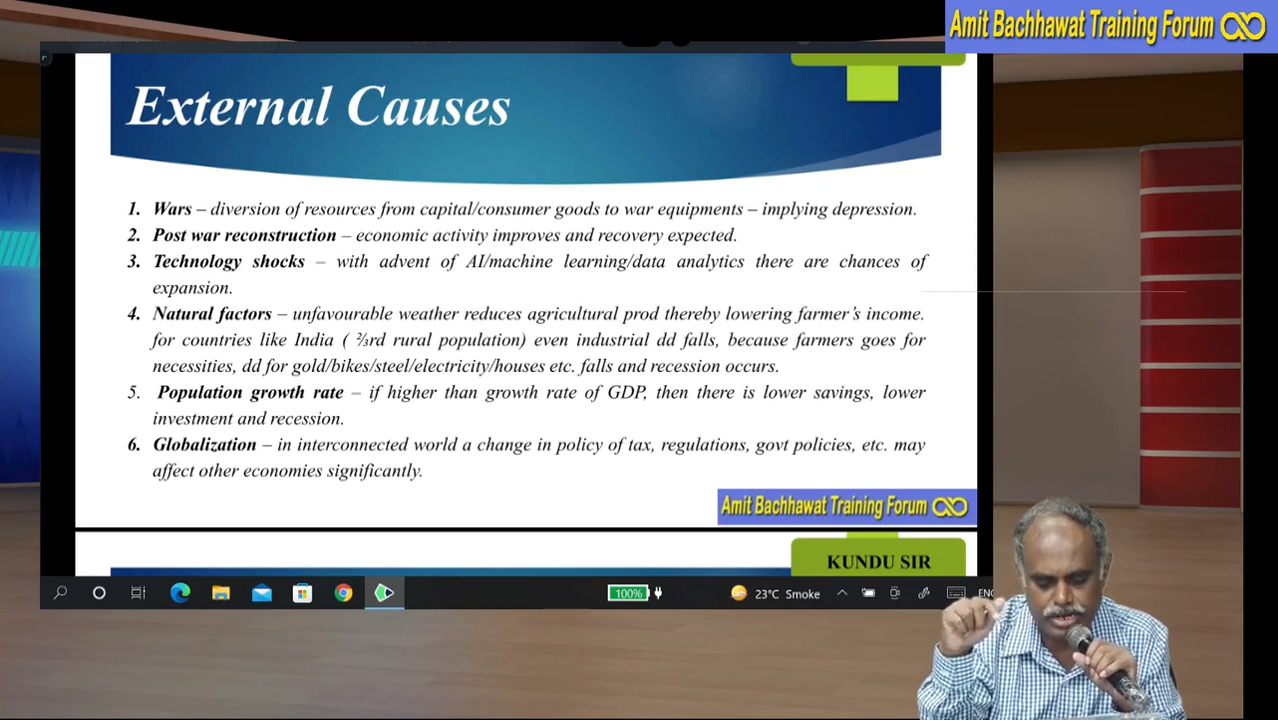 Amit Bachhawat Training Forum
External Causes
1. Wars – diversion of resources from capital/consumer goods to war equipments – implying depression.
2. Post war reconstruction – economic activity improves and recovery expected.
3. Technology shocks – with advent of AI/machine learning/data analytics there are chances of
expansion.
4. Natural factors – unfavourable weather reduces agricultural prod thereby lowering farmer's income.
for countries like India ( ⅔rd rural population) even industrial dd falls, because farmers goes for
necessities, dd for gold/bikes/steel/electricity/houses etc. falls and recession occurs.
5. Population growth rate – if higher than growth rate of GDP, then there is lower savings, lower
investment and recession.
6. Globalization – in interconnected world a change in policy of tax, regulations, govt policies, etc. may
affect other economies significantly.
Amit Bachhawat Training Forum
KUNDU SIR
100% 23°C Smoke ENG